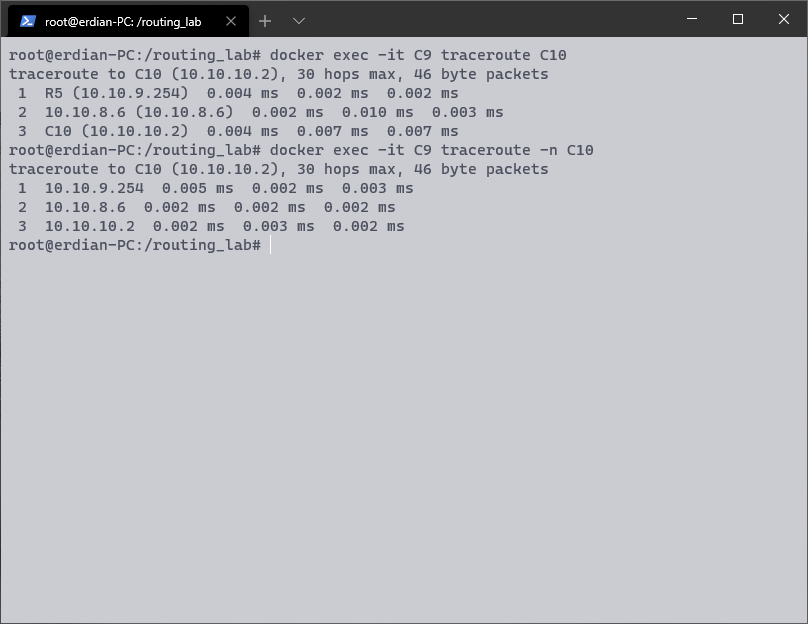 root@erdian-PC: /routing_lab
root@erdian-PC:/routing_lab# docker exec -it C9 traceroute C10
traceroute to C10 (10.10.10.2), 30 hops max, 46 byte packets
 1  R5 (10.10.9.254)  0.004 ms  0.002 ms  0.002 ms
 2  10.10.8.6 (10.10.8.6)  0.002 ms  0.010 ms  0.003 ms
 3  C10 (10.10.10.2)  0.004 ms  0.007 ms  0.007 ms
root@erdian-PC:/routing_lab# docker exec -it C9 traceroute -n C10
traceroute to C10 (10.10.10.2), 30 hops max, 46 byte packets
 1  10.10.9.254  0.005 ms  0.002 ms  0.003 ms
 2  10.10.8.6  0.002 ms  0.002 ms  0.002 ms
 3  10.10.10.2  0.002 ms  0.003 ms  0.002 ms
root@erdian-PC:/routing_lab#